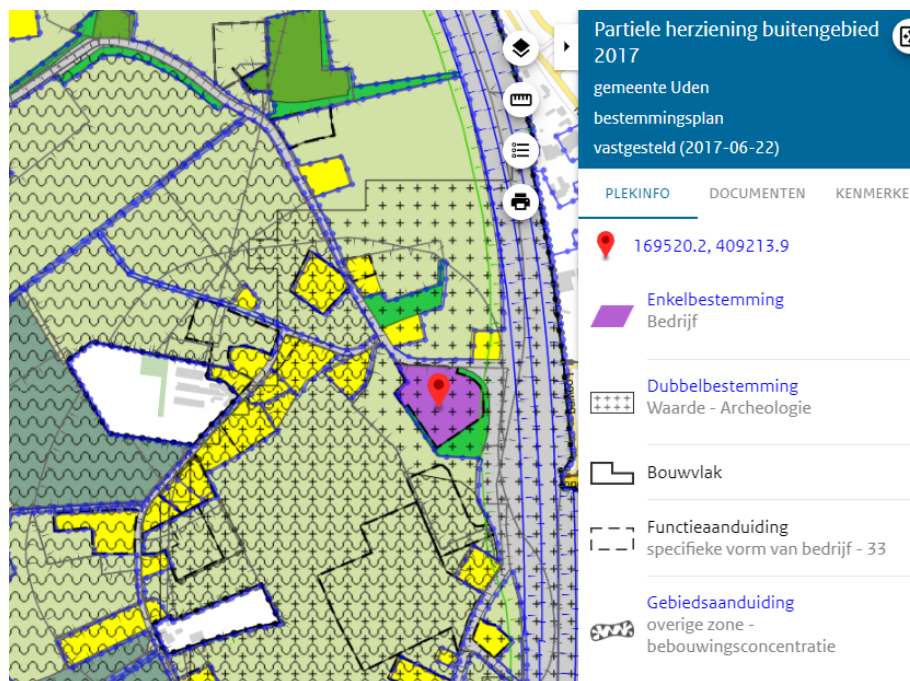 Partiele herziening buitengebied
2017
gemeente Uden
bestemmingsplan
vastgesteld (2017-06-22)
PLEKINFO DOCUMENTEN KENMERKE
169520.2, 409213.9
Enkelbestemming
Bedrijf
Dubbelbestemming
Waarde - Archeologie
Bouwvlak
Functieaanduiding
specifieke vorm van bedrijf - 33
Gebiedsaanduiding
overige zone -
bebouwingsconcentratie